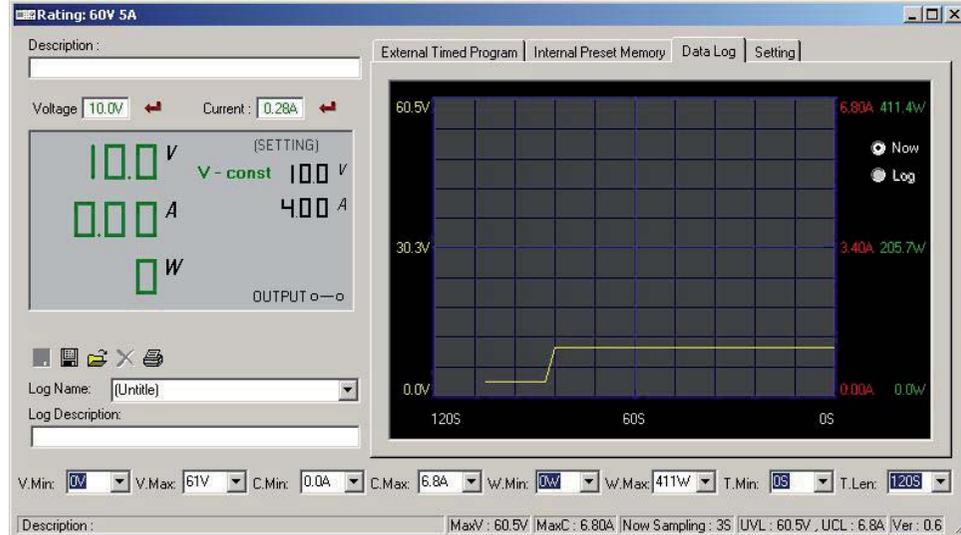 Rating: 60V 5A
Description :
External Timed Program Internal Preset Memory Data Log Setting
Voltage 10.0V Current : 0.28A
10.0 V
(SETTING)
V - const 10.0 V
0.00 A
4.00 A
0 W
OUTPUT
60.5V
6.80A 411.4W
Now
Log
30.3V
3.40A 205.7W
0.0V
0.00A 0.0W
120S 60S 0S
Log Name: (Untitle)
Log Description:
V.Min: 0V V.Max: 61V C.Min: 0.0A C.Max: 6.8A W.Min: 0W W.Max: 411W T.Min: 0S T.Len: 120S
Description : MaxV : 60.5V MaxC : 6.80A Now Sampling : 3S UVL : 60.5V , UCL : 6.8A Ver : 0.6